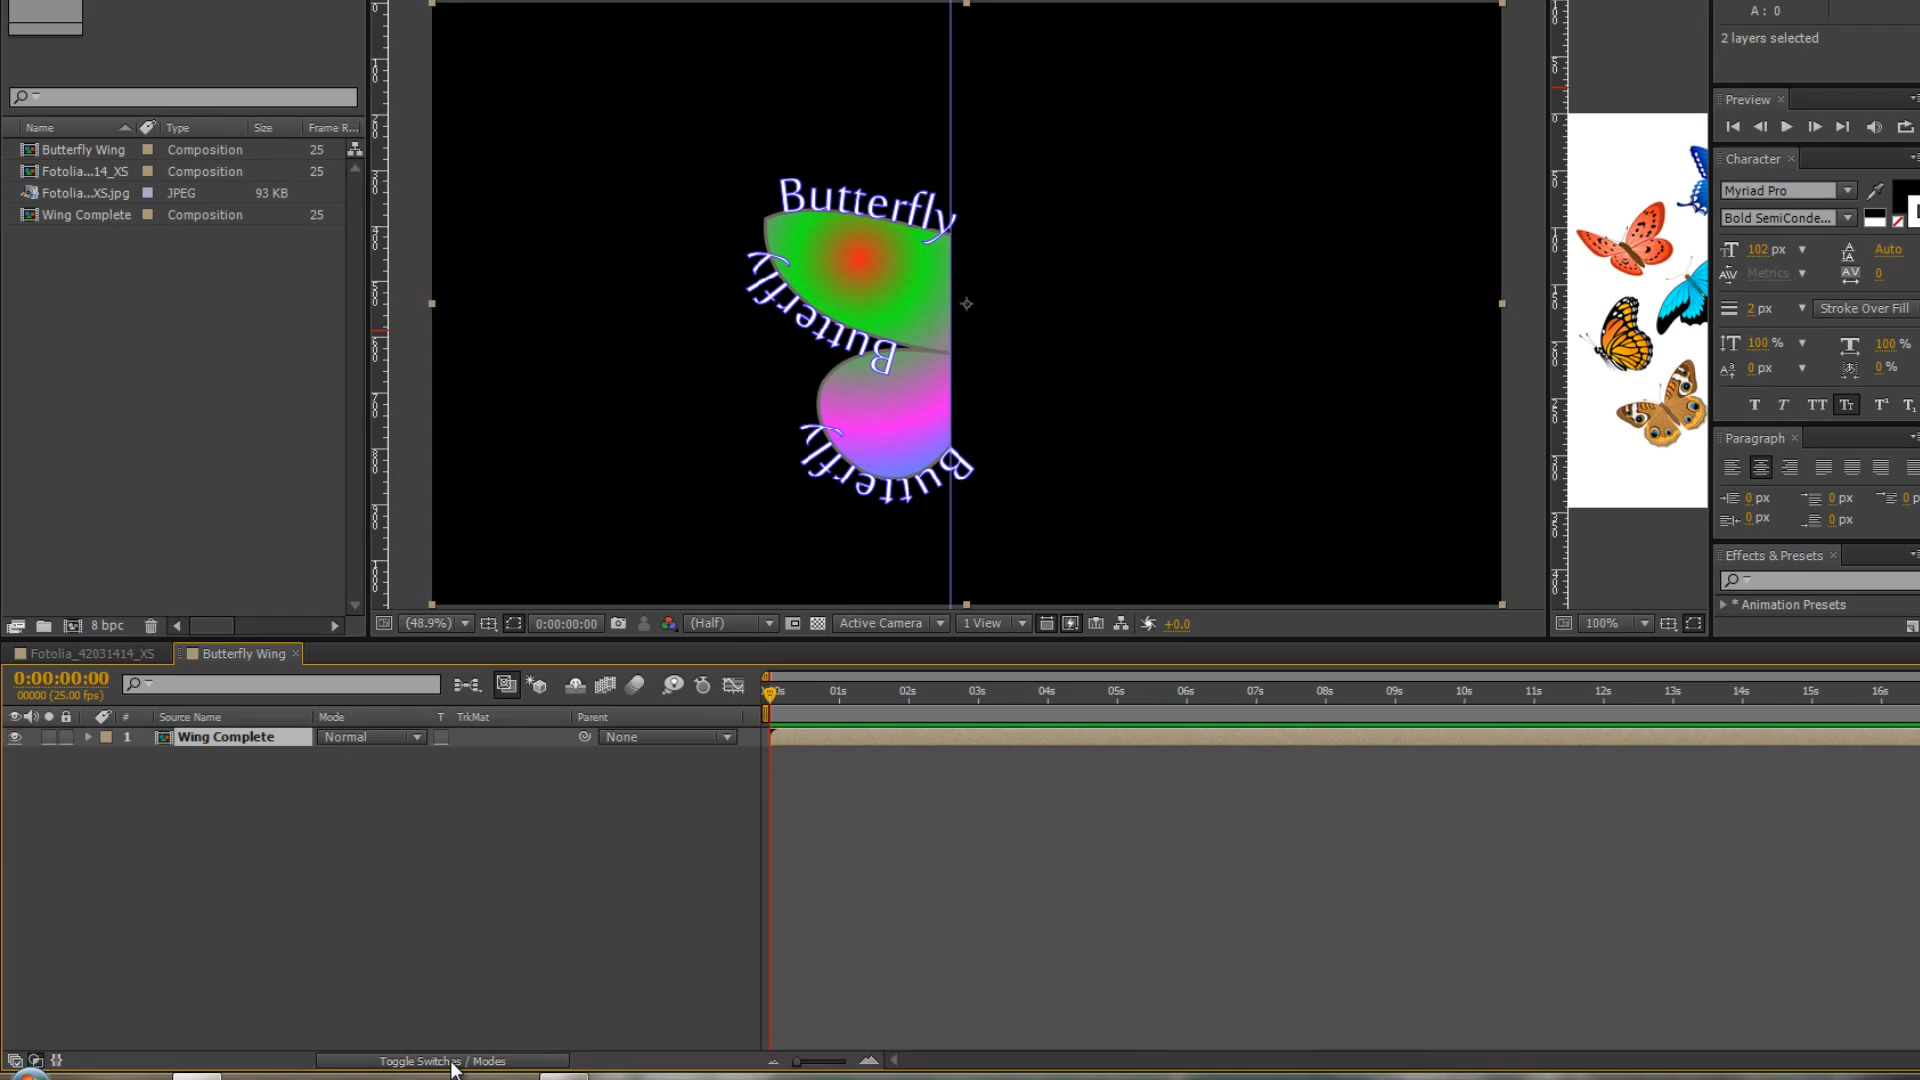 A : 0
2 layers selected
Name Type Size Frame R...
Butterfly Wing Composition 25
Fotolia...14_XS Composition 25
Fotolia...XS.jpg JPEG 93 KB
Wing Complete Composition 25
8 bpc
Butterfly
Butterfly
Butterfly
(48.9%) 0:00:00:00 (Half) Active Camera 1 View +0.0
100%
Preview
Character
Myriad Pro
Bold SemiConde...
102 px Auto
Metrics 0
2 px Stroke Over Fill
100 % 100 %
0 px 0 %
T T TT Tt T¹ T,
Paragraph
0 px 0 px 0 p
0 px 0 px
Effects & Presets
* Animation Presets
Fotolia_42031414_XS Butterfly Wing
0:00:00:00
00000 (25.00 fps)
01s 02s 03s 04s 05s 06s 07s 08s 09s 10s 11s 12s 13s 14s 15s 16s
# Source Name Mode T TrkMat Parent
1 Wing Complete Normal None
Toggle Switches / Modes